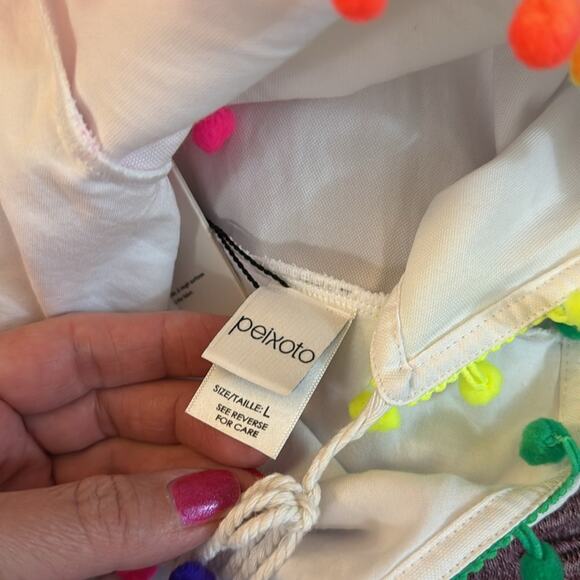 peixoto
SIZE/TAILLE: L
SEE REVERSE
FOR CARE